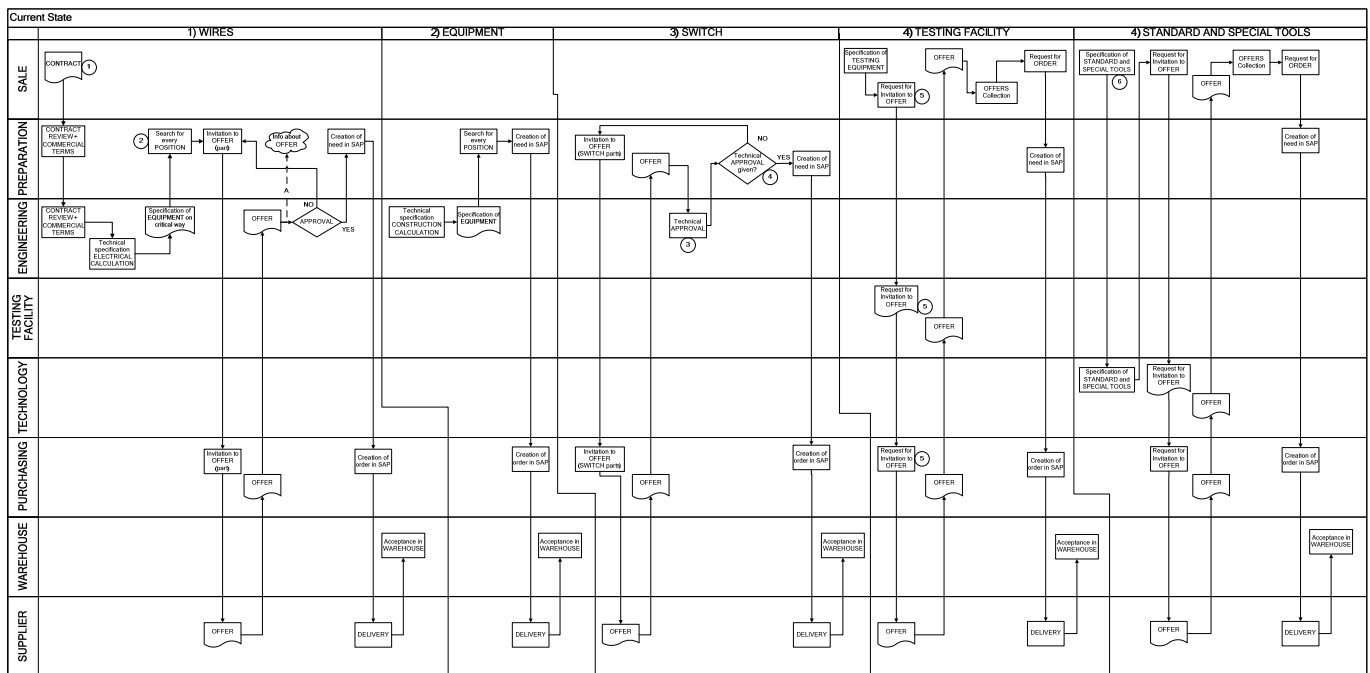 Current State
1) WIRES
2) EQUIPMENT
3) SWITCH
4) TESTING FACILITY
4) STANDARD AND SPECIAL TOOLS
SALE
CONTRACT
1
Specification of
TESTING
EQUIPMENT
Request for
Invitation to
OFFER
5
OFFER
OFFERS
Collection
Request for
ORDER
Specification of
STANDARD and
SPECIAL TOOLS
6
Request for
Invitation to
OFFER
OFFER
OFFERS
Collection
Request for
ORDER
PREPARATION
CONTRACT
REVIEW+
COMMERCIAL
TERMS
2
Search for
every
POSITION
Invitation to
OFFER
(part)
Info about
OFFER
A
Creation of
need in SAP
Search for
every
POSITION
Creation of
need in SAP
Invitation to
OFFER
(SWITCH parts)
OFFER
NO
Technical
APPROVAL
given?
4
YES
Creation of
need in SAP
Creation of
need in SAP
Creation of
need in SAP
ENGINEERING
CONTRACT
REVIEW+
COMMERCIAL
TERMS
Technical
specification
ELECTRICAL
CALCULATION
Specification of
EQUIPMENT on
critical way
OFFER
NO
APPROVAL
YES
Technical
specification
CONSTRUCTION
CALCULATION
Specification of
EQUIPMENT
Technical
APPROVAL
3
TESTING
FACILITY
Request for
Invitation to
OFFER
5
OFFER
TECHNOLOGY
Specification of
STANDARD and
SPECIAL TOOLS
Request for
Invitation to
OFFER
OFFER
PURCHASING
Invitation to
OFFER
(part)
OFFER
Creation of
order in SAP
Creation of
order in SAP
Invitation to
OFFER
(SWITCH parts)
OFFER
Creation of
order in SAP
Request for
Invitation to
OFFER
5
OFFER
Creation of
order in SAP
Request for
Invitation to
OFFER
OFFER
Creation of
order in SAP
WAREHOUSE
Acceptance in
WAREHOUSE
Acceptance in
WAREHOUSE
Acceptance in
WAREHOUSE
Acceptance in
WAREHOUSE
Acceptance in
WAREHOUSE
SUPPLIER
OFFER
DELIVERY
DELIVERY
OFFER
DELIVERY
OFFER
DELIVERY
OFFER
DELIVERY